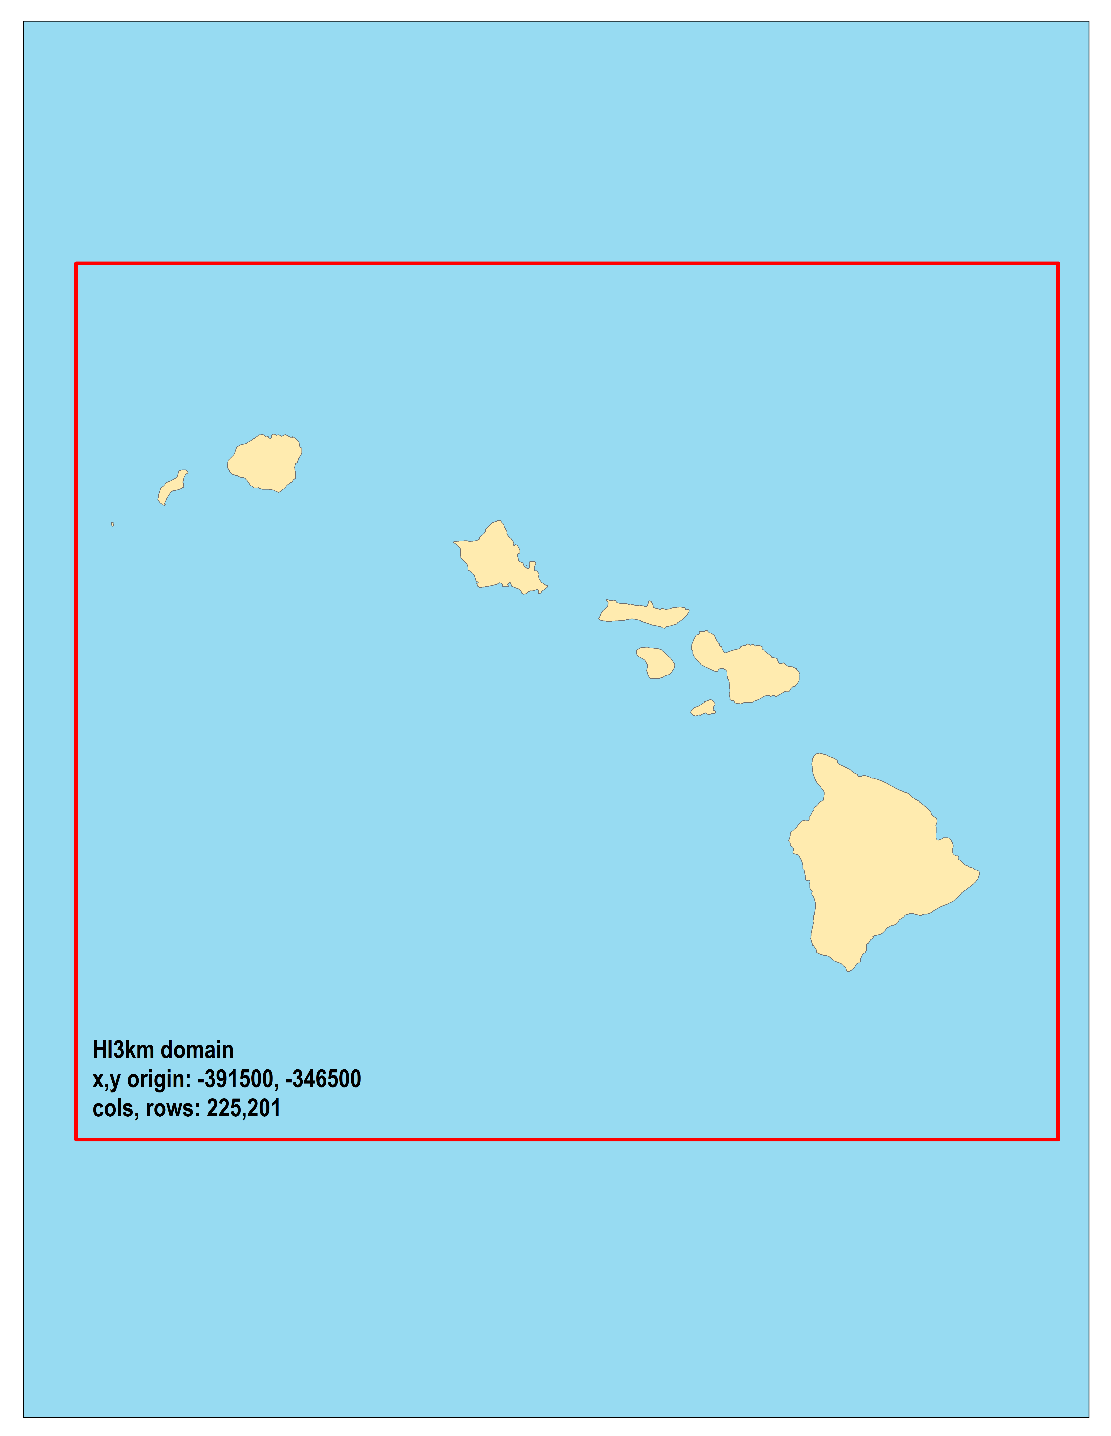 HI3km domain
x,y origin: -391500, -346500
cols, rows: 225,201